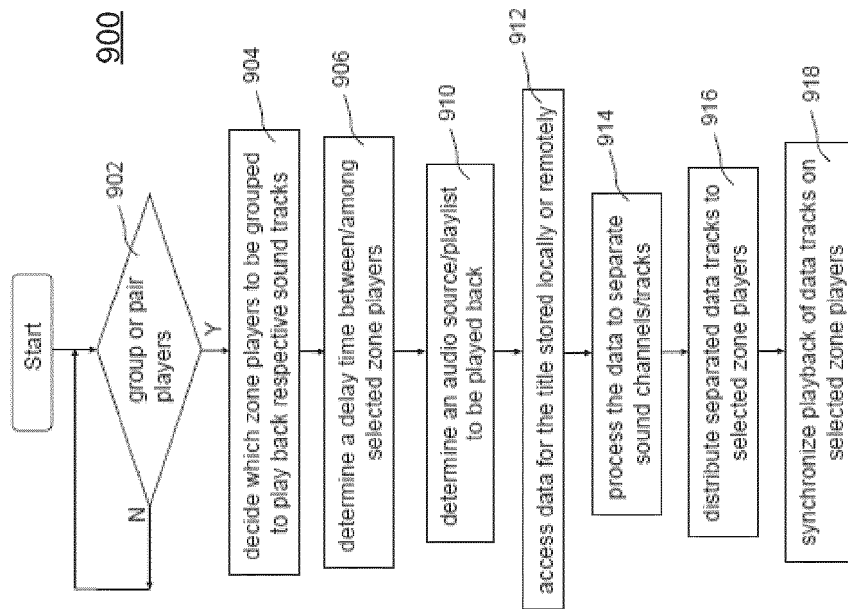 900
Start
902
group or pair
players
N
Y
904
decide which zone players to be grouped
to play back respective sound tracks
906
determine a delay time between/among
selected zone players
910
determine an audio source/playlist
to be played back
912
access data for the title stored locally or remotely
914
process the data to separate
sound channels/tracks
916
distribute separated data tracks to
selected zone players
918
synchronize playback of data tracks on
selected zone players